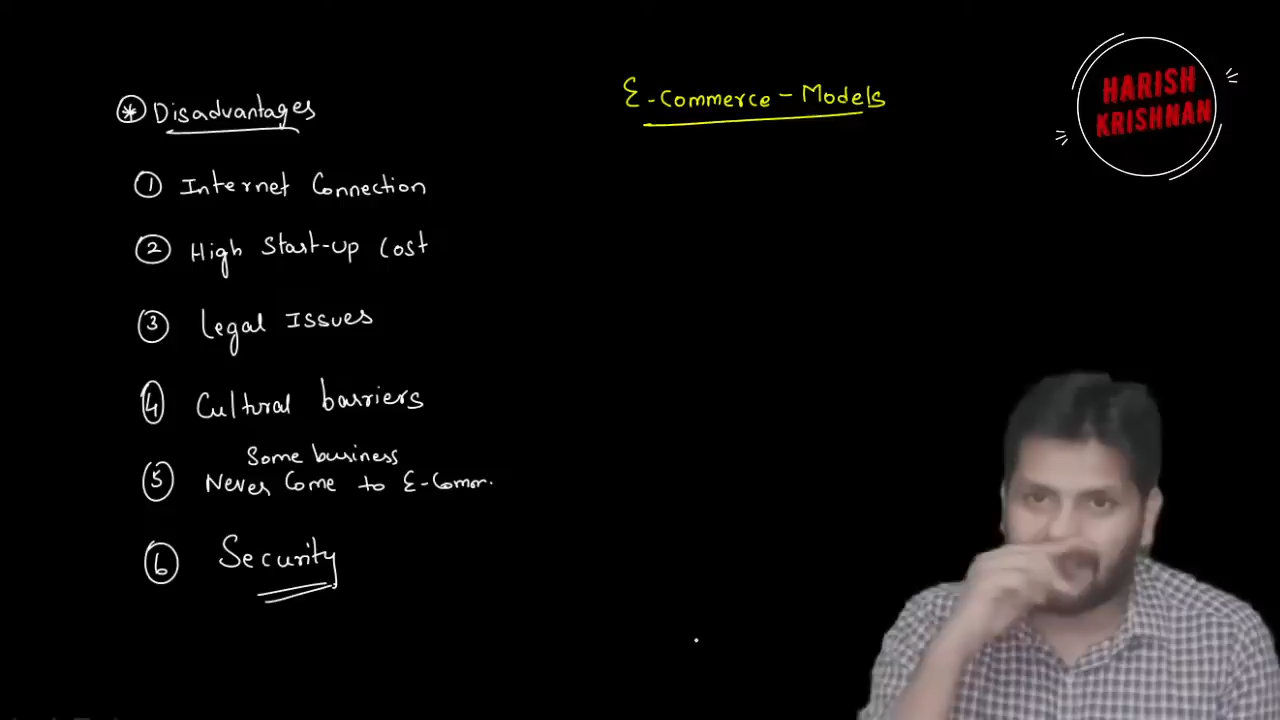 * Disadvantages
1 Internet Connection
2 High Start-up Cost
3 Legal Issues
4 Cultural barriers
Some business
5 Never Come to E-Comm.
6 Security
E-Commerce - Models
HARISH
KRISHNAN